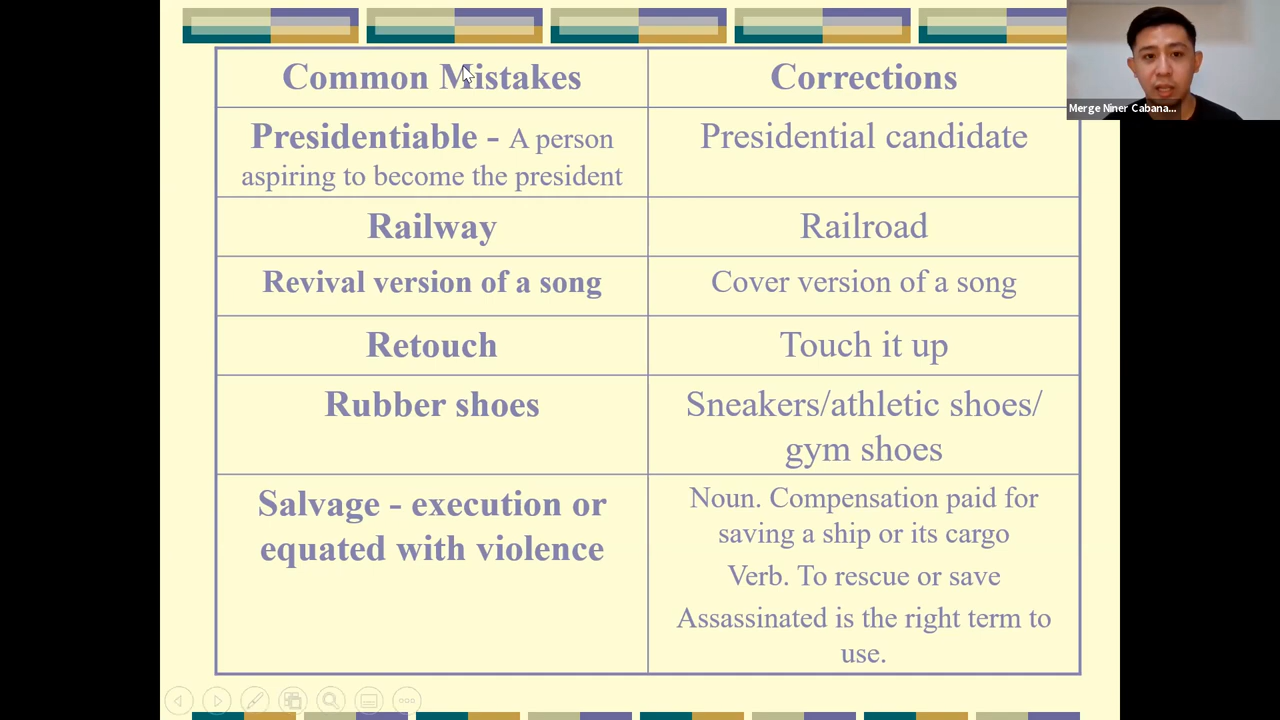 Common Mistakes
Corrections
Presidentiable - A person
aspiring to become the president
Presidential candidate
Railway
Railroad
Revival version of a song
Cover version of a song
Retouch
Touch it up
Rubber shoes
Sneakers/athletic shoes/
gym shoes
Salvage - execution or
equated with violence
Noun. Compensation paid for
saving a ship or its cargo
Verb. To rescue or save
Assassinated is the right term to
use.
Merge Niner Cabana...